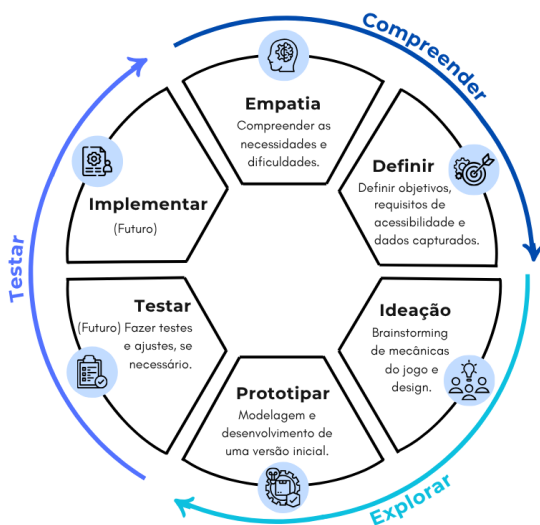 Compreender
Empatia
Compreender as
necessidades e
dificuldades.
Definir
Definir objetivos,
requisitos de
acessibilidade e
dados capturados.
Ideação
Brainstorming
de mecânicas
do jogo e
design.
Explorar
Prototipar
Modelagem e
desenvolvimento de
uma versão inicial.
Testar
Testar
(Futuro) Fazer testes
e ajustes, se
necessário.
Implementar
(Futuro)